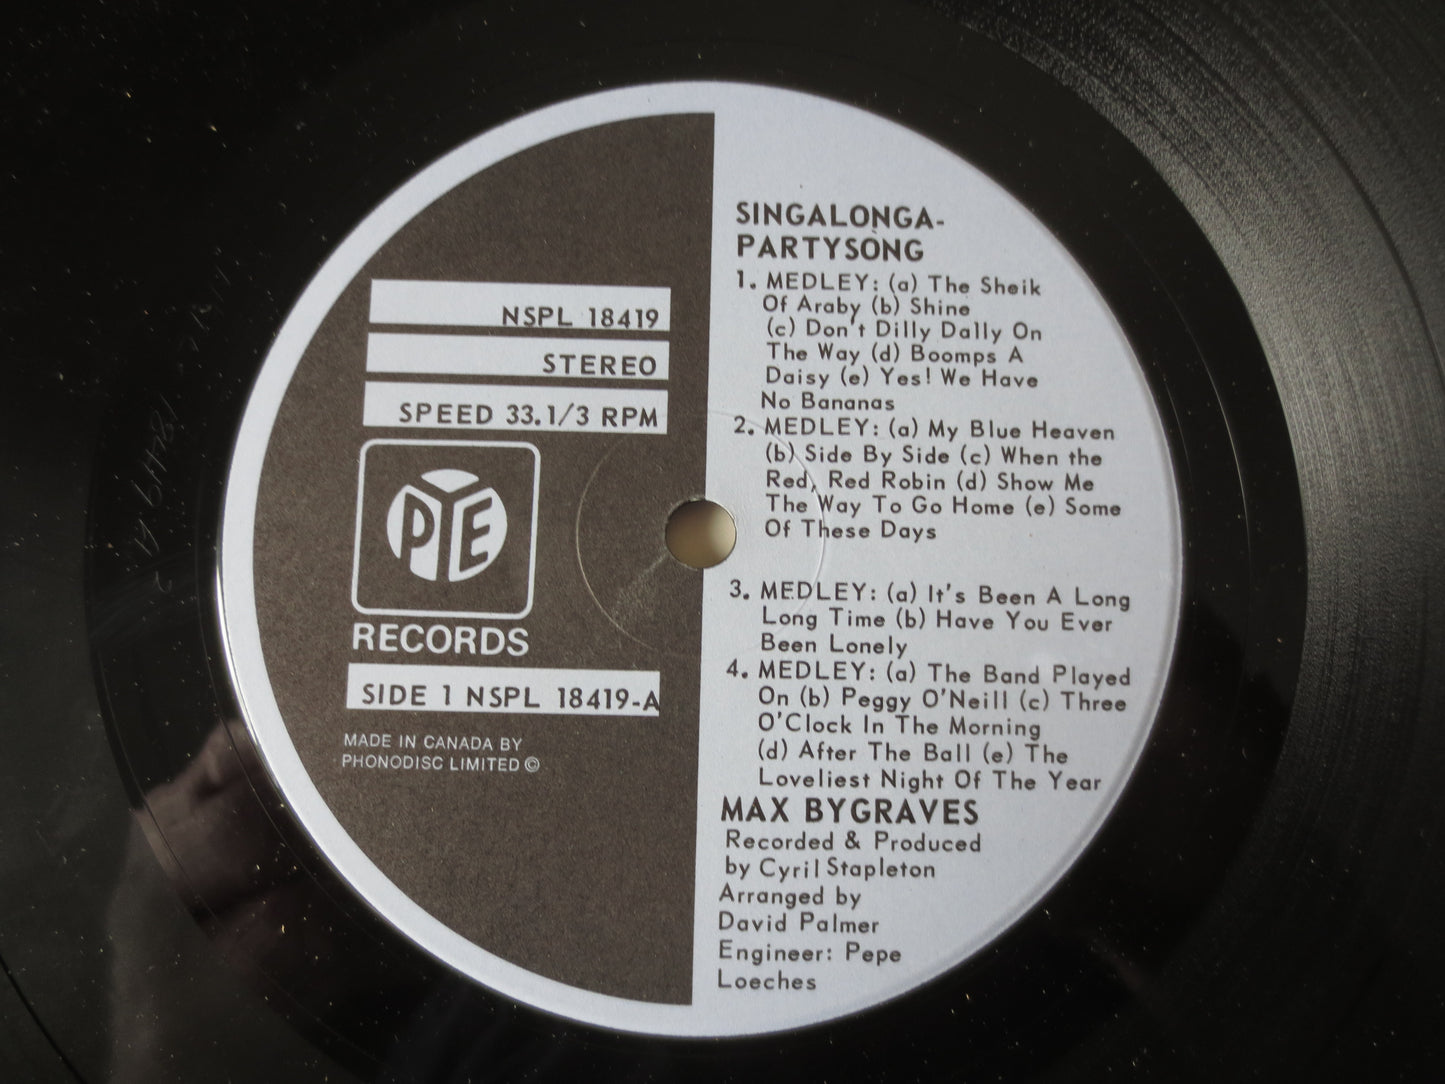 NSPL 18419
STEREO
SPEED 33.1/3 RPM
PYE
RECORDS
SIDE 1 NSPL 18419-A
MADE IN CANADA BY
PHONODISC LIMITED ©
SINGALONGA-
PARTYSONG
1. MEDLEY: (a) The Sheik
Of Araby (b) Shine
(c) Don't Dilly Dally On
The Way (d) Boomps A
Daisy (e) Yes! We Have
No Bananas
2. MEDLEY: (a) My Blue Heaven
(b) Side By Side (c) When the
Red, Red Robin (d) Show Me
The Way To Go Home (e) Some
Of These Days
3. MEDLEY: (a) It's Been A Long
Long Time (b) Have You Ever
Been Lonely
4. MEDLEY: (a) The Band Played
On (b) Peggy O'Neill (c) Three
O'Clock In The Morning
(d) After The Ball (e) The
Loveliest Night Of The Year
MAX BYGRAVES
Recorded & Produced
by Cyril Stapleton
Arranged by
David Palmer
Engineer: Pepe
Loeches